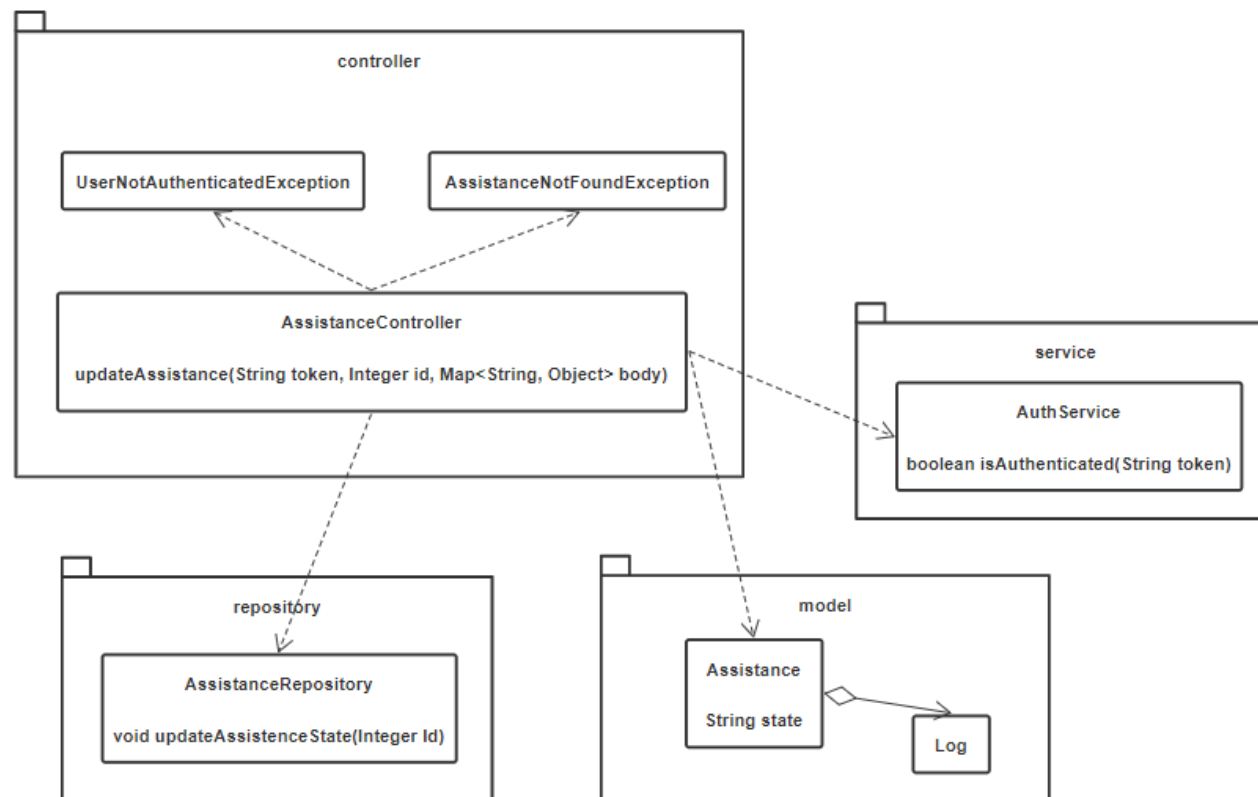 controller
UserNotAuthenticatedException
AssistanceNotFoundException
AssistanceController
updateAssistance(String token, Integer id, Map<String, Object> body)
service
AuthService
boolean isAuthenticated(String token)
repository
AssistanceRepository
void updateAssistenceState(Integer Id)
model
Assistance
String state
Log